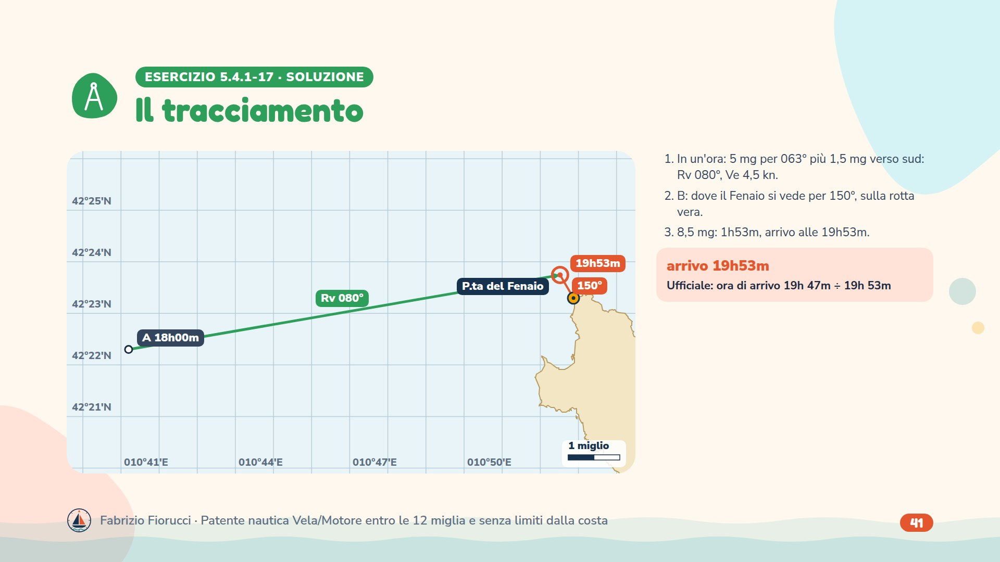 ESERCIZIO 5.4.1-17 · SOLUZIONE
Il tracciamento
42°25'N
42°24'N
42°23'N
42°22'N
42°21'N
010°41'E
010°44'E
010°47'E
010°50'E
A 18h00m
Rv 080°
P.ta del Fenaio
19h53m
150°
1 miglio
1. In un'ora: 5 mg per 063° più 1,5 mg verso sud:
Rv 080°, Ve 4,5 kn.
2. B: dove il Fenaio si vede per 150°, sulla rotta
vera.
3. 8,5 mg: 1h53m, arrivo alle 19h53m.
arrivo 19h53m
Ufficiale: ora di arrivo 19h 47m ÷ 19h 53m
Fabrizio Fiorucci · Patente nautica Vela/Motore entro le 12 miglia e senza limiti dalla costa
41